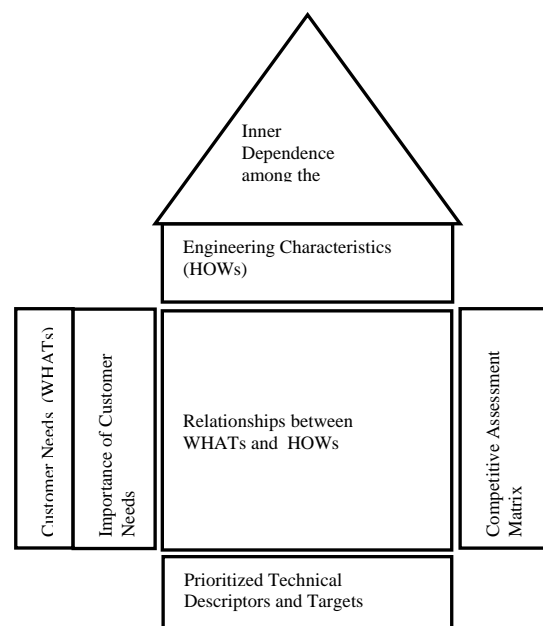 Inner
Dependence
among the
Engineering Characteristics
(HOWs)
Customer Needs (WHATs)
Importance of Customer
Needs
Relationships between
WHATs and HOWs
Competitive Assessment
Matrix
Prioritized Technical
Descriptors and Targets